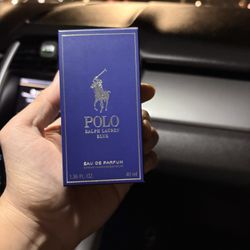 POLO
RALPH LAUREN
BLUE
EAU DE PARFUM
1.36 FL. OZ. 40 ml